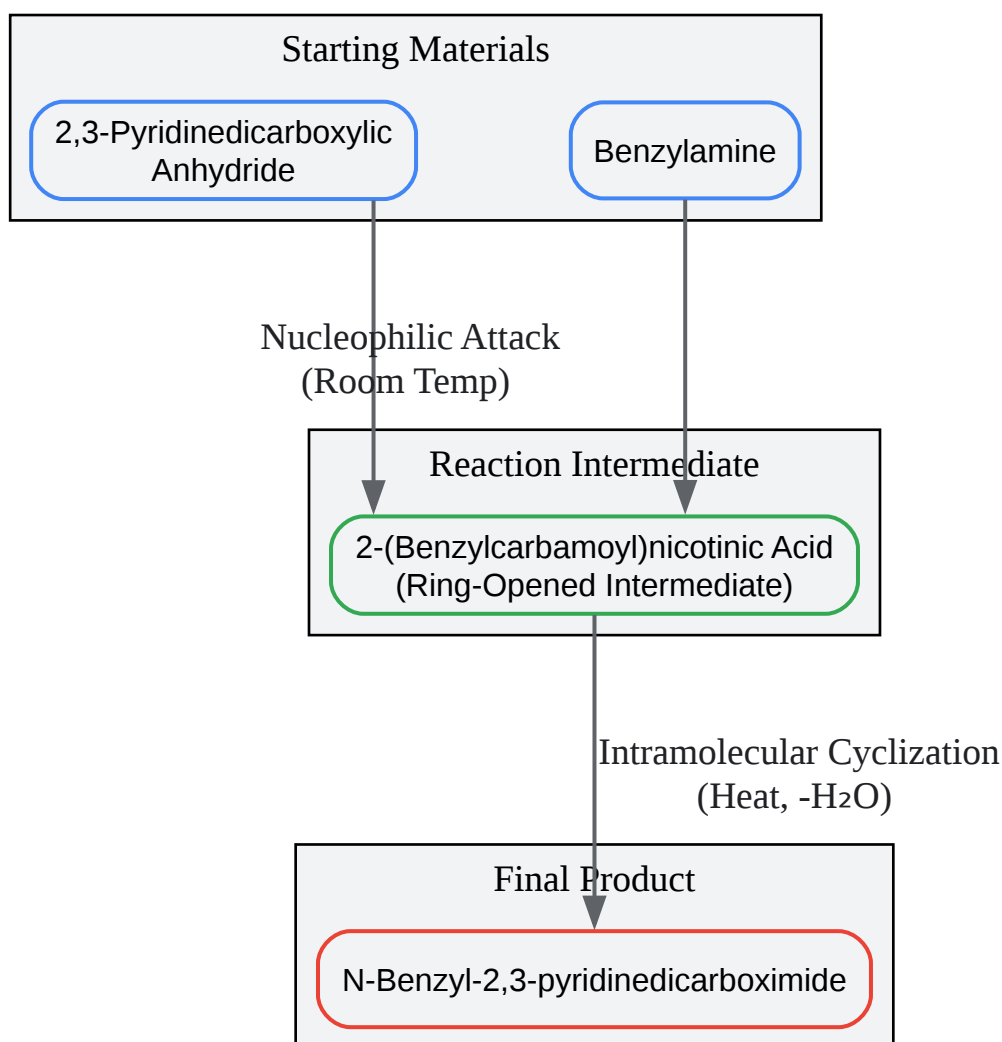 Starting Materials
2,3-Pyridinedicarboxylic
Anhydride
Benzylamine
Nucleophilic Attack
(Room Temp)
Reaction Intermediate
2-(Benzylcarbamoyl)nicotinic Acid
(Ring-Opened Intermediate)
Intramolecular Cyclization
(Heat, -H₂O)
Final Product
N-Benzyl-2,3-pyridinedicarboximide